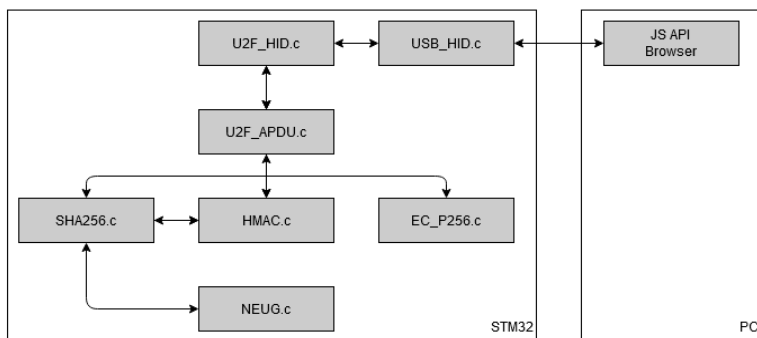 U2F_HID.c
USB_HID.c
JS API
Browser
U2F_APDU.c
SHA256.c
HMAC.c
EC_P256.c
NEUG.c
STM32
PC